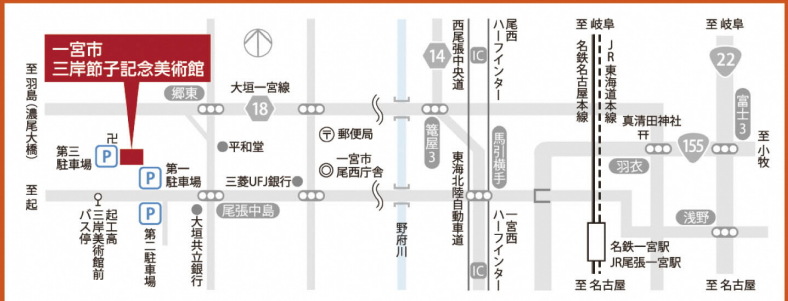 一宮市
三岸節子記念美術館
至羽島（濃尾大橋）
郷東
大垣一宮線
18
平和堂
郵便局
一宮市
尾西庁舎
三菱UFJ銀行
卍
第三
駐車場
P
P
第一
駐車場
P
第二駐車場
至起
起工高
三岸美術館前
バス停
尾張中島
大垣共立銀行
野府川
14
西尾張中央道
篭屋3
尾西
ハーフインター
IC
馬引横手
東海北陸自動車道
一宮西
ハーフインター
IC
至 岐阜
名鉄名古屋本線
JR東海道本線
真清田神社
羽衣
155
至 岐阜
22
富士3
至小牧
浅野
名鉄一宮駅
JR尾張一宮駅
至 名古屋
至 名古屋